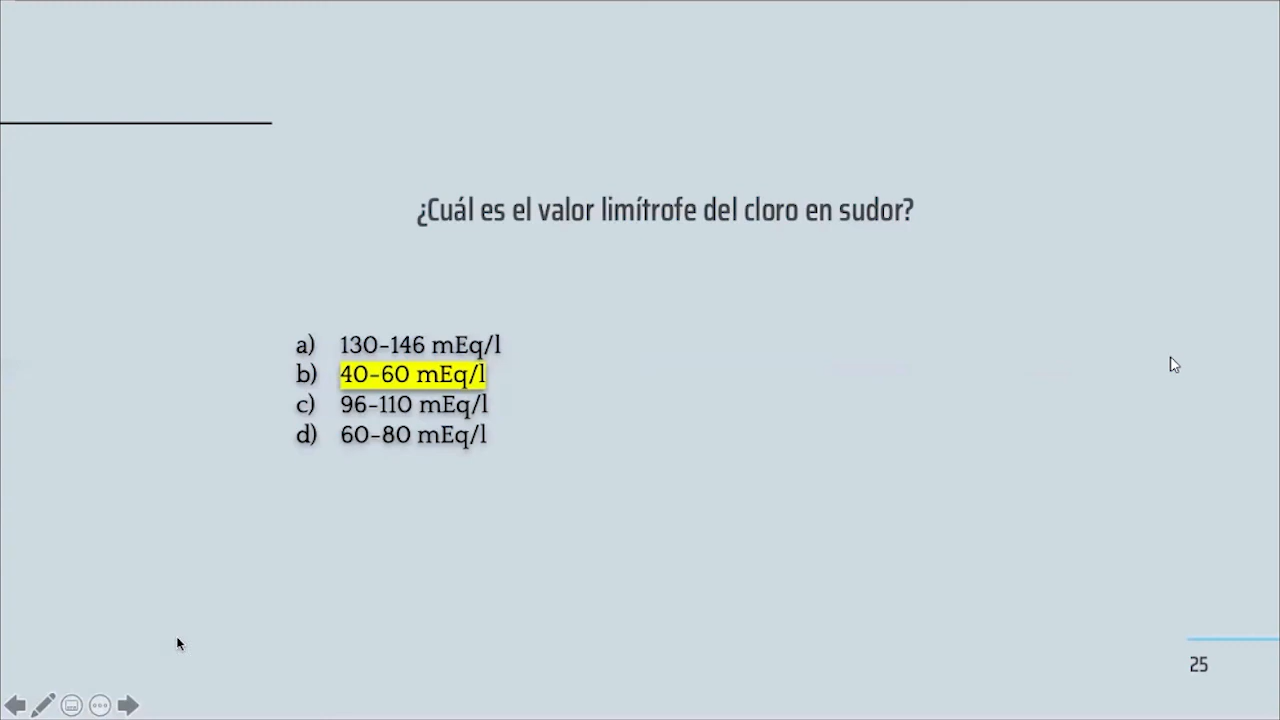 ¿Cuál es el valor limítrofe del cloro en sudor?
a) 130-146 mEq/l
b) 40-60 mEq/l
c) 96-110 mEq/l
d) 60-80 mEq/l
25